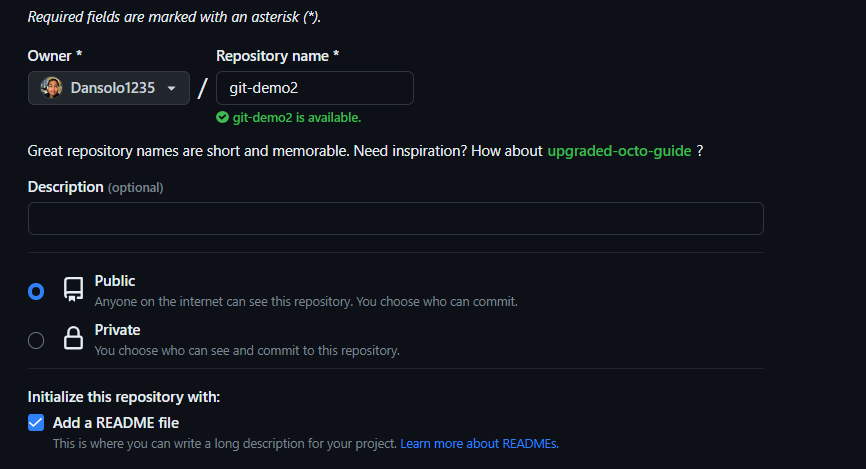 Required fields are marked with an asterisk (*).
Owner * Repository name *
Dansolo1235 / git-demo2
git-demo2 is available.
Great repository names are short and memorable. Need inspiration? How about upgraded-octo-guide ?
Description (optional)
Public
Anyone on the internet can see this repository. You choose who can commit.
Private
You choose who can see and commit to this repository.
Initialize this repository with:
Add a README file
This is where you can write a long description for your project. Learn more about READMEs.